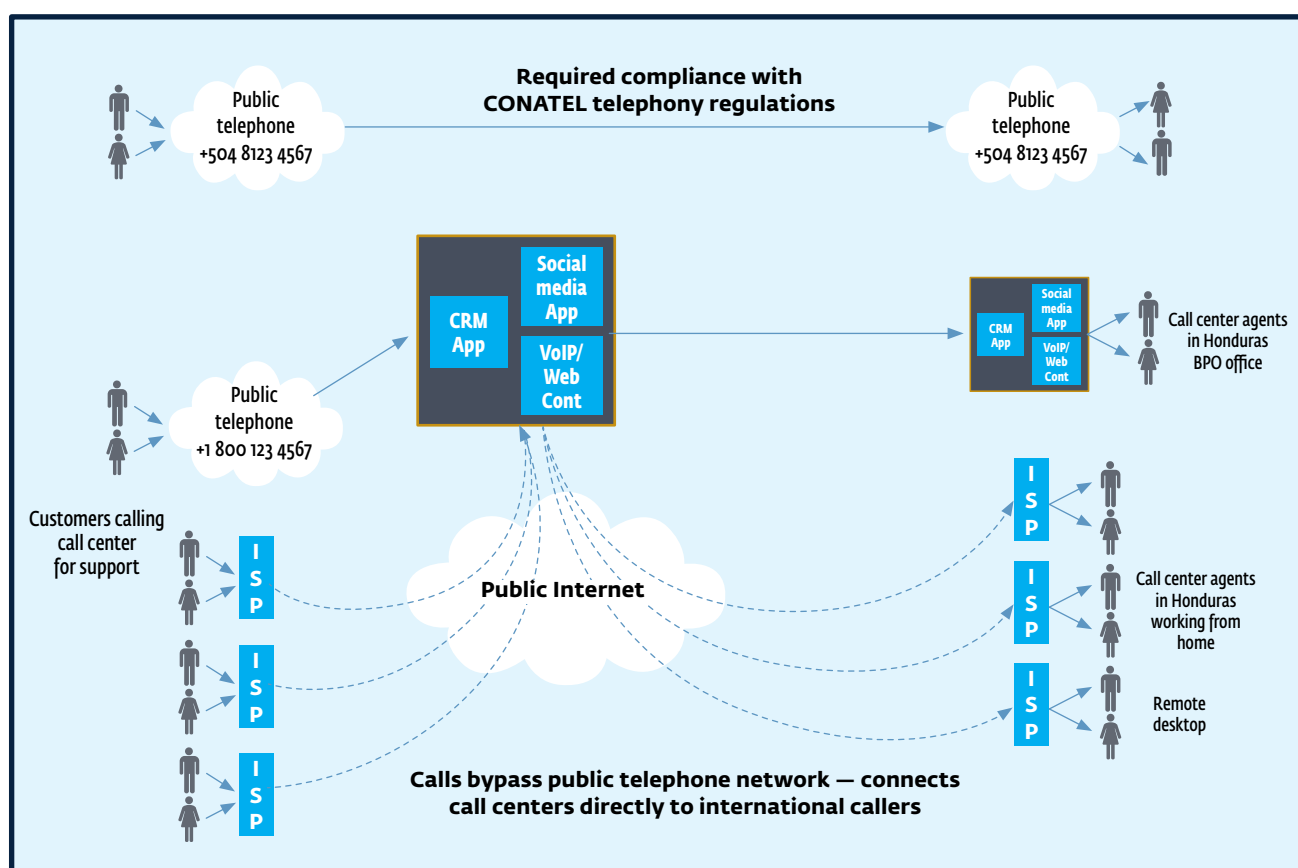 Required compliance with
CONATEL telephony regulations
Public
telephone
+504 8123 4567
Public
telephone
+504 8123 4567
CRM
App
Social
media
App
VoIP/
Web
Cont
CRM
App
Social
media
App
VoIP/
Web
Cont
Call center agents
in Honduras
BPO office
Public
telephone
+1 800 123 4567
Customers calling
call center
for support
I
S
P
I
S
P
I
S
P
Public Internet
I
S
P
I
S
P
I
S
P
Call center agents
in Honduras
working from
home
Remote
desktop
Calls bypass public telephone network — connects
call centers directly to international callers